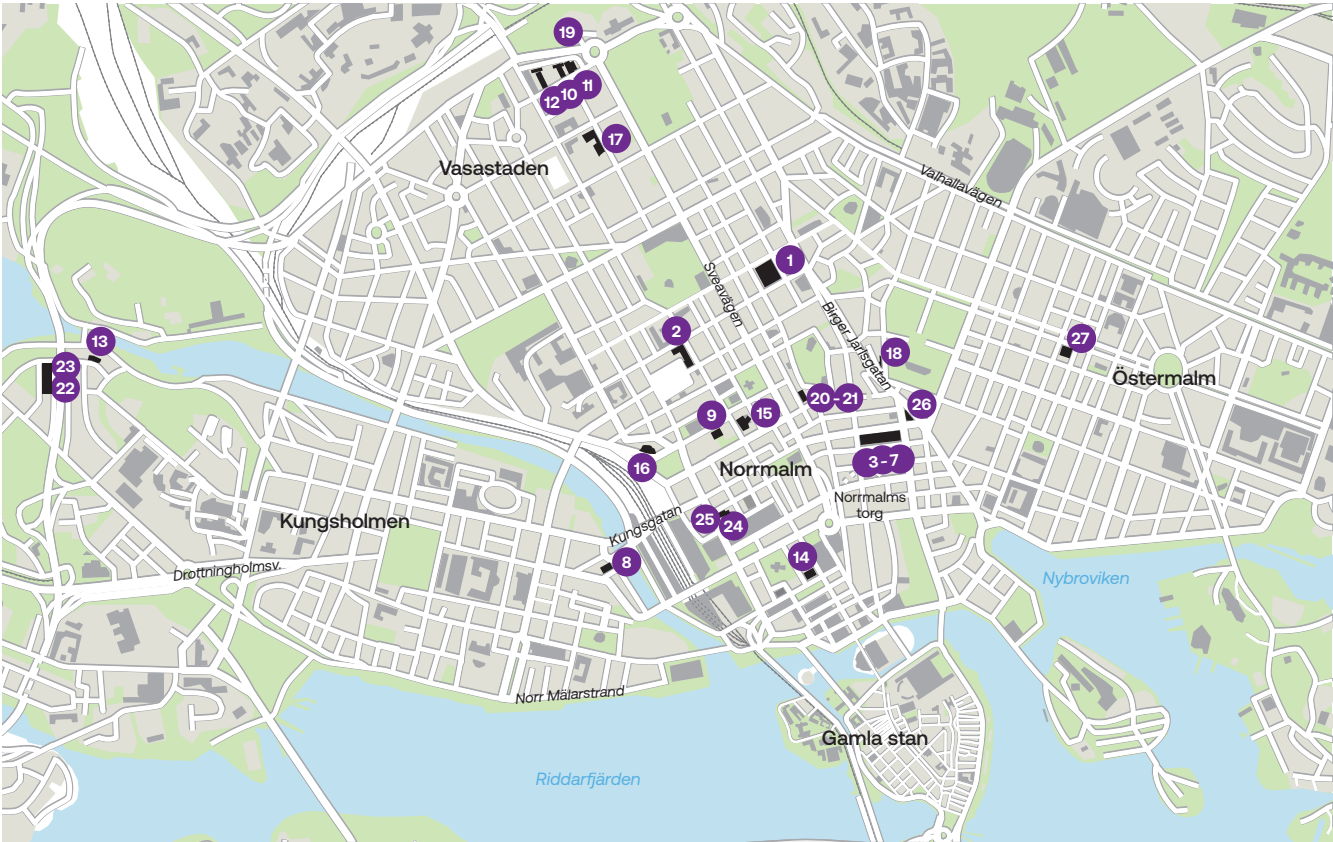 19
11
10
12
17
Vasastaden
Valhallavägen
1
Sveavägen
Birger Jarlsgatan
2
13
18
27
23
22
Östermalm
20-21
26
9
15
3-7
16
Norrmalm
Norrmalms
torg
25
24
Kungsgatan
Kungsholmen
8
14
Drottningholmsv.
Nybroviken
Norr Mälarstrand
Gamla stan
Riddarfjärden